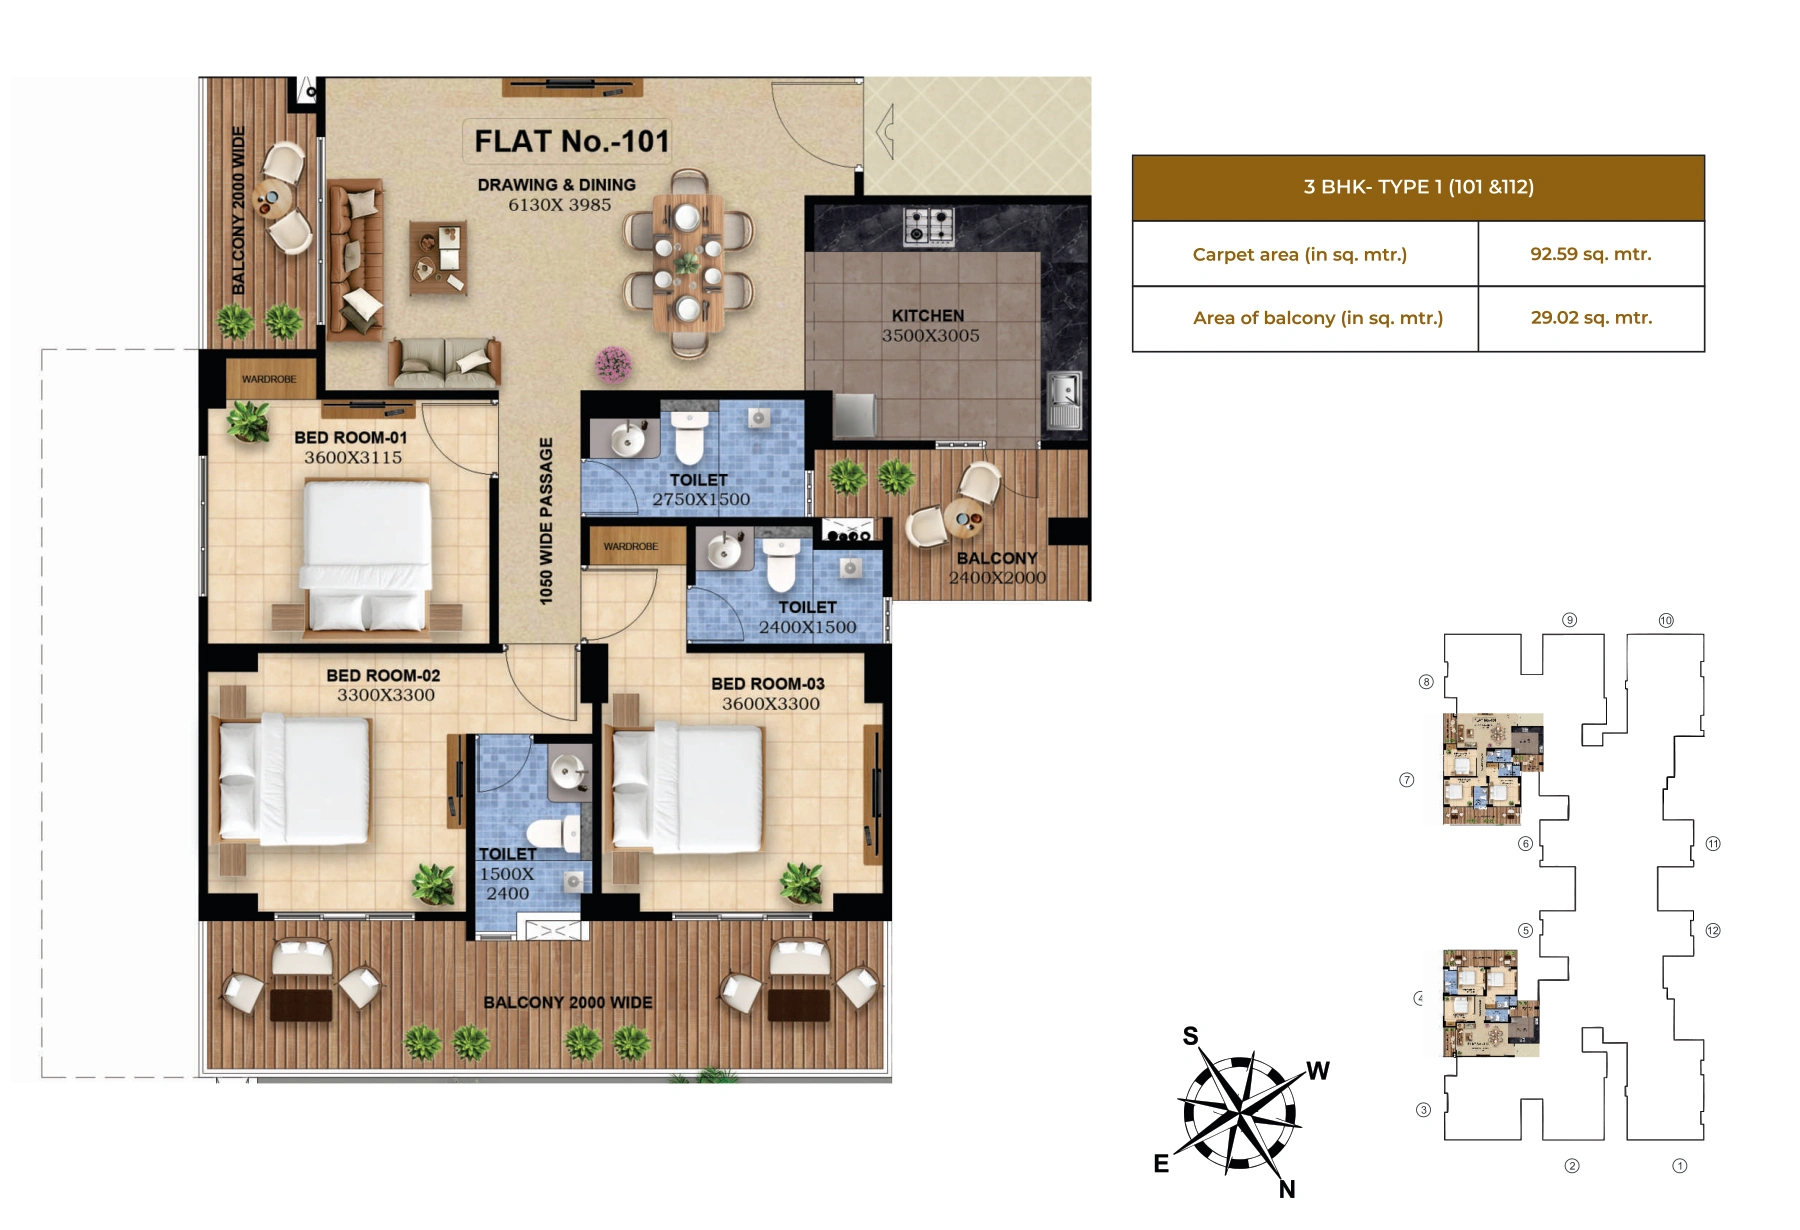 FLAT No.-101
DRAWING & DINING
6130X 3985
BALCONY 2000 WIDE
3 BHK- TYPE 1 (101 &112)
Carpet area (in sq. mtr.)
92.59 sq. mtr.
Area of balcony (in sq. mtr.)
29.02 sq. mtr.
KITCHEN
3500X3005
WARDROBE
BED ROOM-01
3600X3115
1050 WIDE PASSAGE
TOILET
2750X1500
WARDROBE
BALCONY
2400X2000
TOILET
2400X1500
BED ROOM-02
3300X3300
BED ROOM-03
3600X3300
TOILET
1500X
2400
BALCONY 2000 WIDE
9
10
8
7
6
11
5
12
4
3
2
1
S
W
E
N